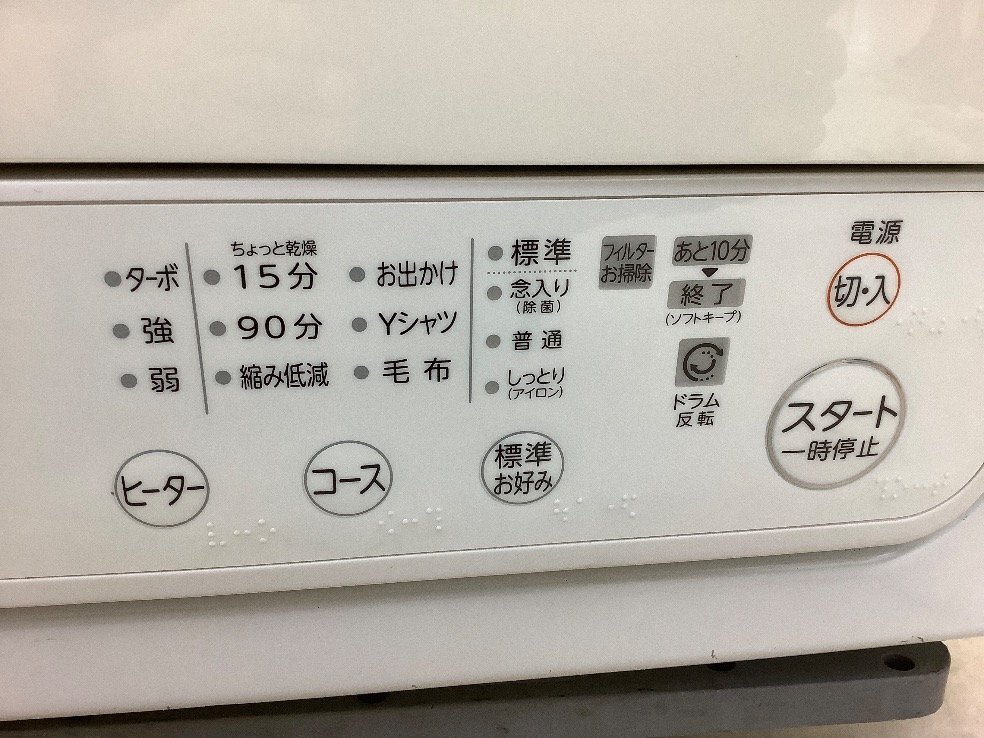 ターボ
強
弱
ちょっと乾燥
15分
90分
縮み低減
お出かけ
Yシャツ
毛布
標準
念入り
(除菌)
普通
しっとり
(アイロン)
フィルター
お掃除
あと10分
終了
(ソフトキープ)
ドラム
反転
電源
切・入
スタート
一時停止
ヒーター
コース
標準
お好み